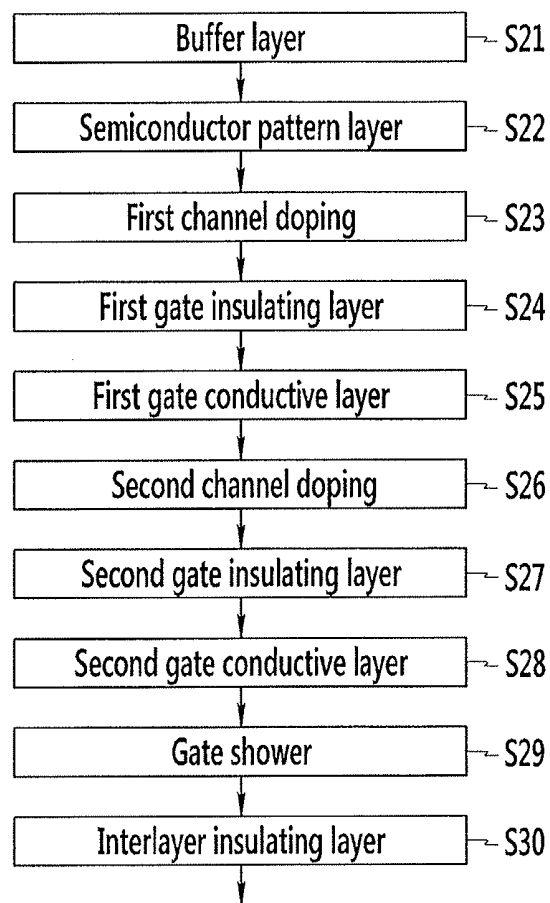 Buffer layer S21
Semiconductor pattern layer S22
First channel doping S23
First gate insulating layer S24
First gate conductive layer S25
Second channel doping S26
Second gate insulating layer S27
Second gate conductive layer S28
Gate shower S29
Interlayer insulating layer S30